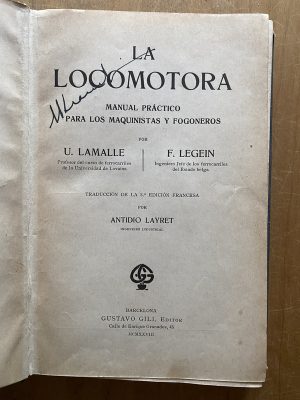 LA
LOCOMOTORA
MANUAL PRÁCTICO
PARA LOS MAQUINISTAS Y FOGONEROS
POR
U. LAMALLE
Profesor del curso de ferrocarriles
de la Universidad de Lovaina
F. LEGEIN
Ingeniero Jefe de los ferrocarriles
del Estado belga
TRADUCCIÓN DE LA 5.ª EDICIÓN FRANCESA
POR
ANTIDIO LAYRET
INGENIERO INDUSTRIAL
BARCELONA
GUSTAVO GILI, EDITOR
Calle de Enrique Granados, 45
MCMXXVIII